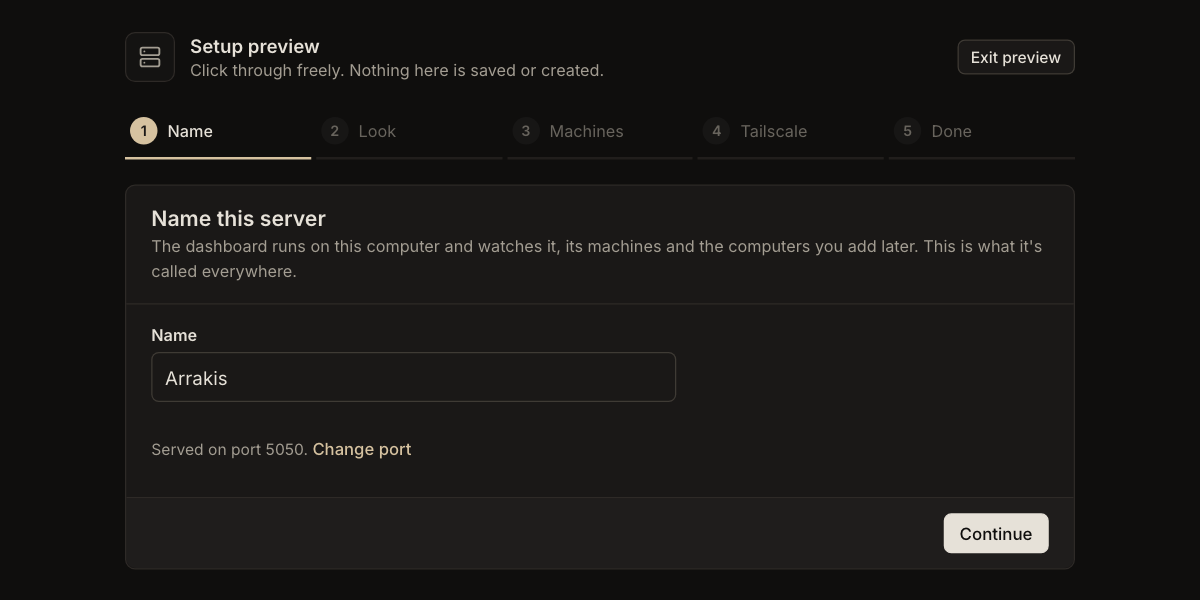 Setup preview
Click through freely. Nothing here is saved or created.
Exit preview
1 Name
2 Look
3 Machines
4 Tailscale
5 Done
Name this server
The dashboard runs on this computer and watches it, its machines and the computers you add later. This is what it's
called everywhere.
Name
Arrakis
Served on port 5050. Change port
Continue